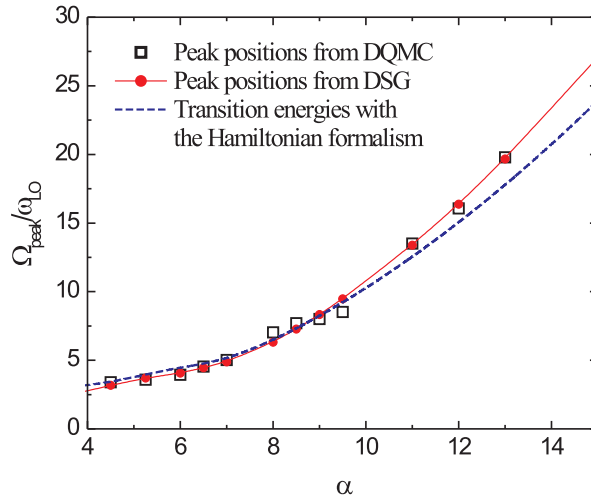 30
25
20
15
10
5
0
Ω_peak/ω_LO
Peak positions from DQMC
Peak positions from DSG
Transition energies with
the Hamiltonian formalism
4 6 8 10 12 14
α